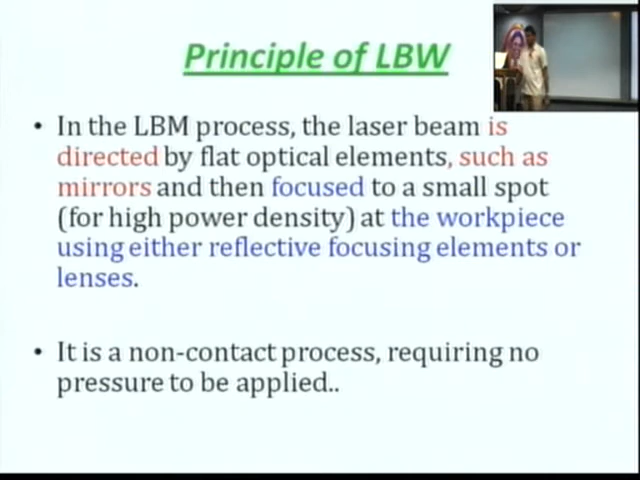 Principle of LBW
• In the LBM process, the laser beam is
directed by flat optical elements, such as
mirrors and then focused to a small spot
(for high power density) at the workpiece
using either reflective focusing elements or
lenses.
• It is a non-contact process, requiring no
pressure to be applied..